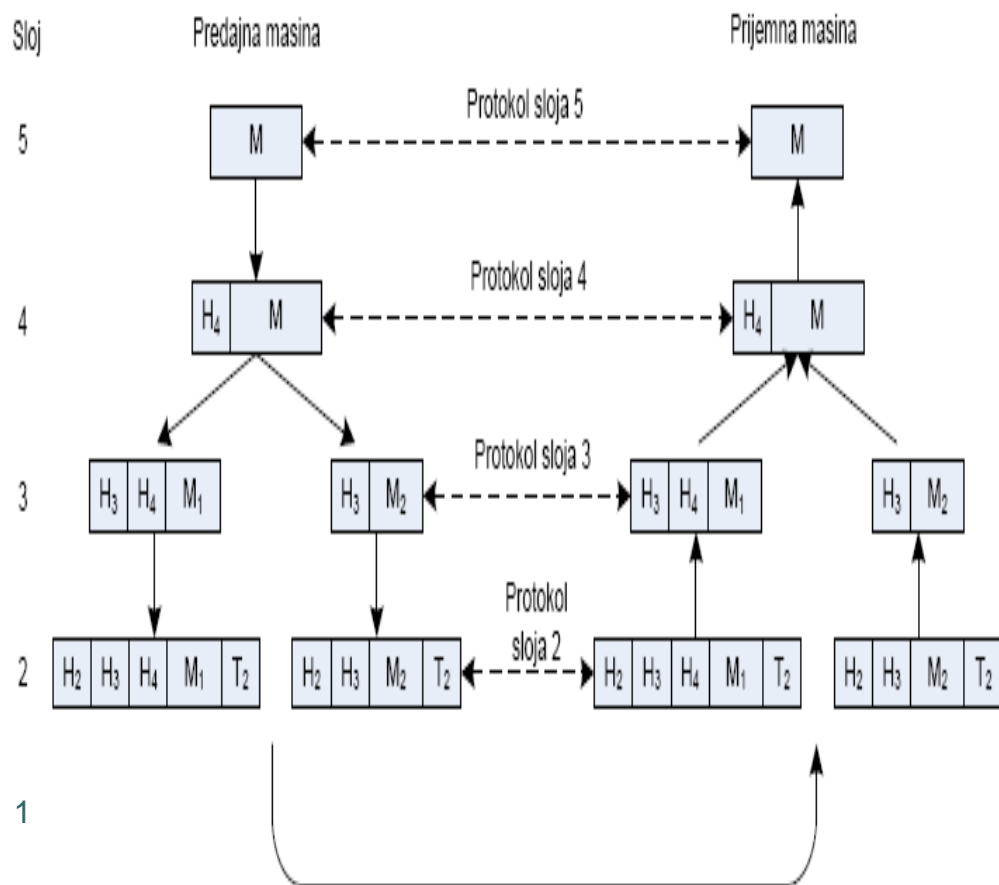 Sloj Predajna masina Prijemna masina
Protokol sloja 5
5 M M
Protokol sloja 4
4 H₄ M H₄ M
Protokol sloja 3
3 H₃ H₄ M₁ H₃ M₂ H₃ H₄ M₁ H₃ M₂
Protokol
sloja 2
2 H₂ H₃ H₄ M₁ T₂ H₂ H₃ M₂ T₂ H₂ H₃ H₄ M₁ T₂ H₂ H₃ M₂ T₂
1